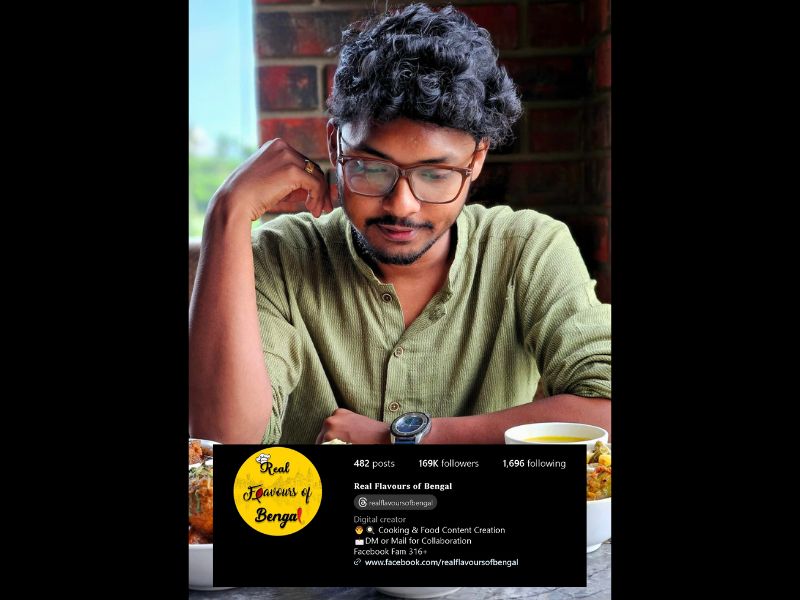 482 posts 169K followers 1,696 following
Real
Flavours of
Bengal
Real Flavours of Bengal
realflavoursofbengal
Digital creator
Cooking & Food Content Creation
DM or Mail for Collaboration
Facebook Fam 316+
www.facebook.com/realflavoursofbengal